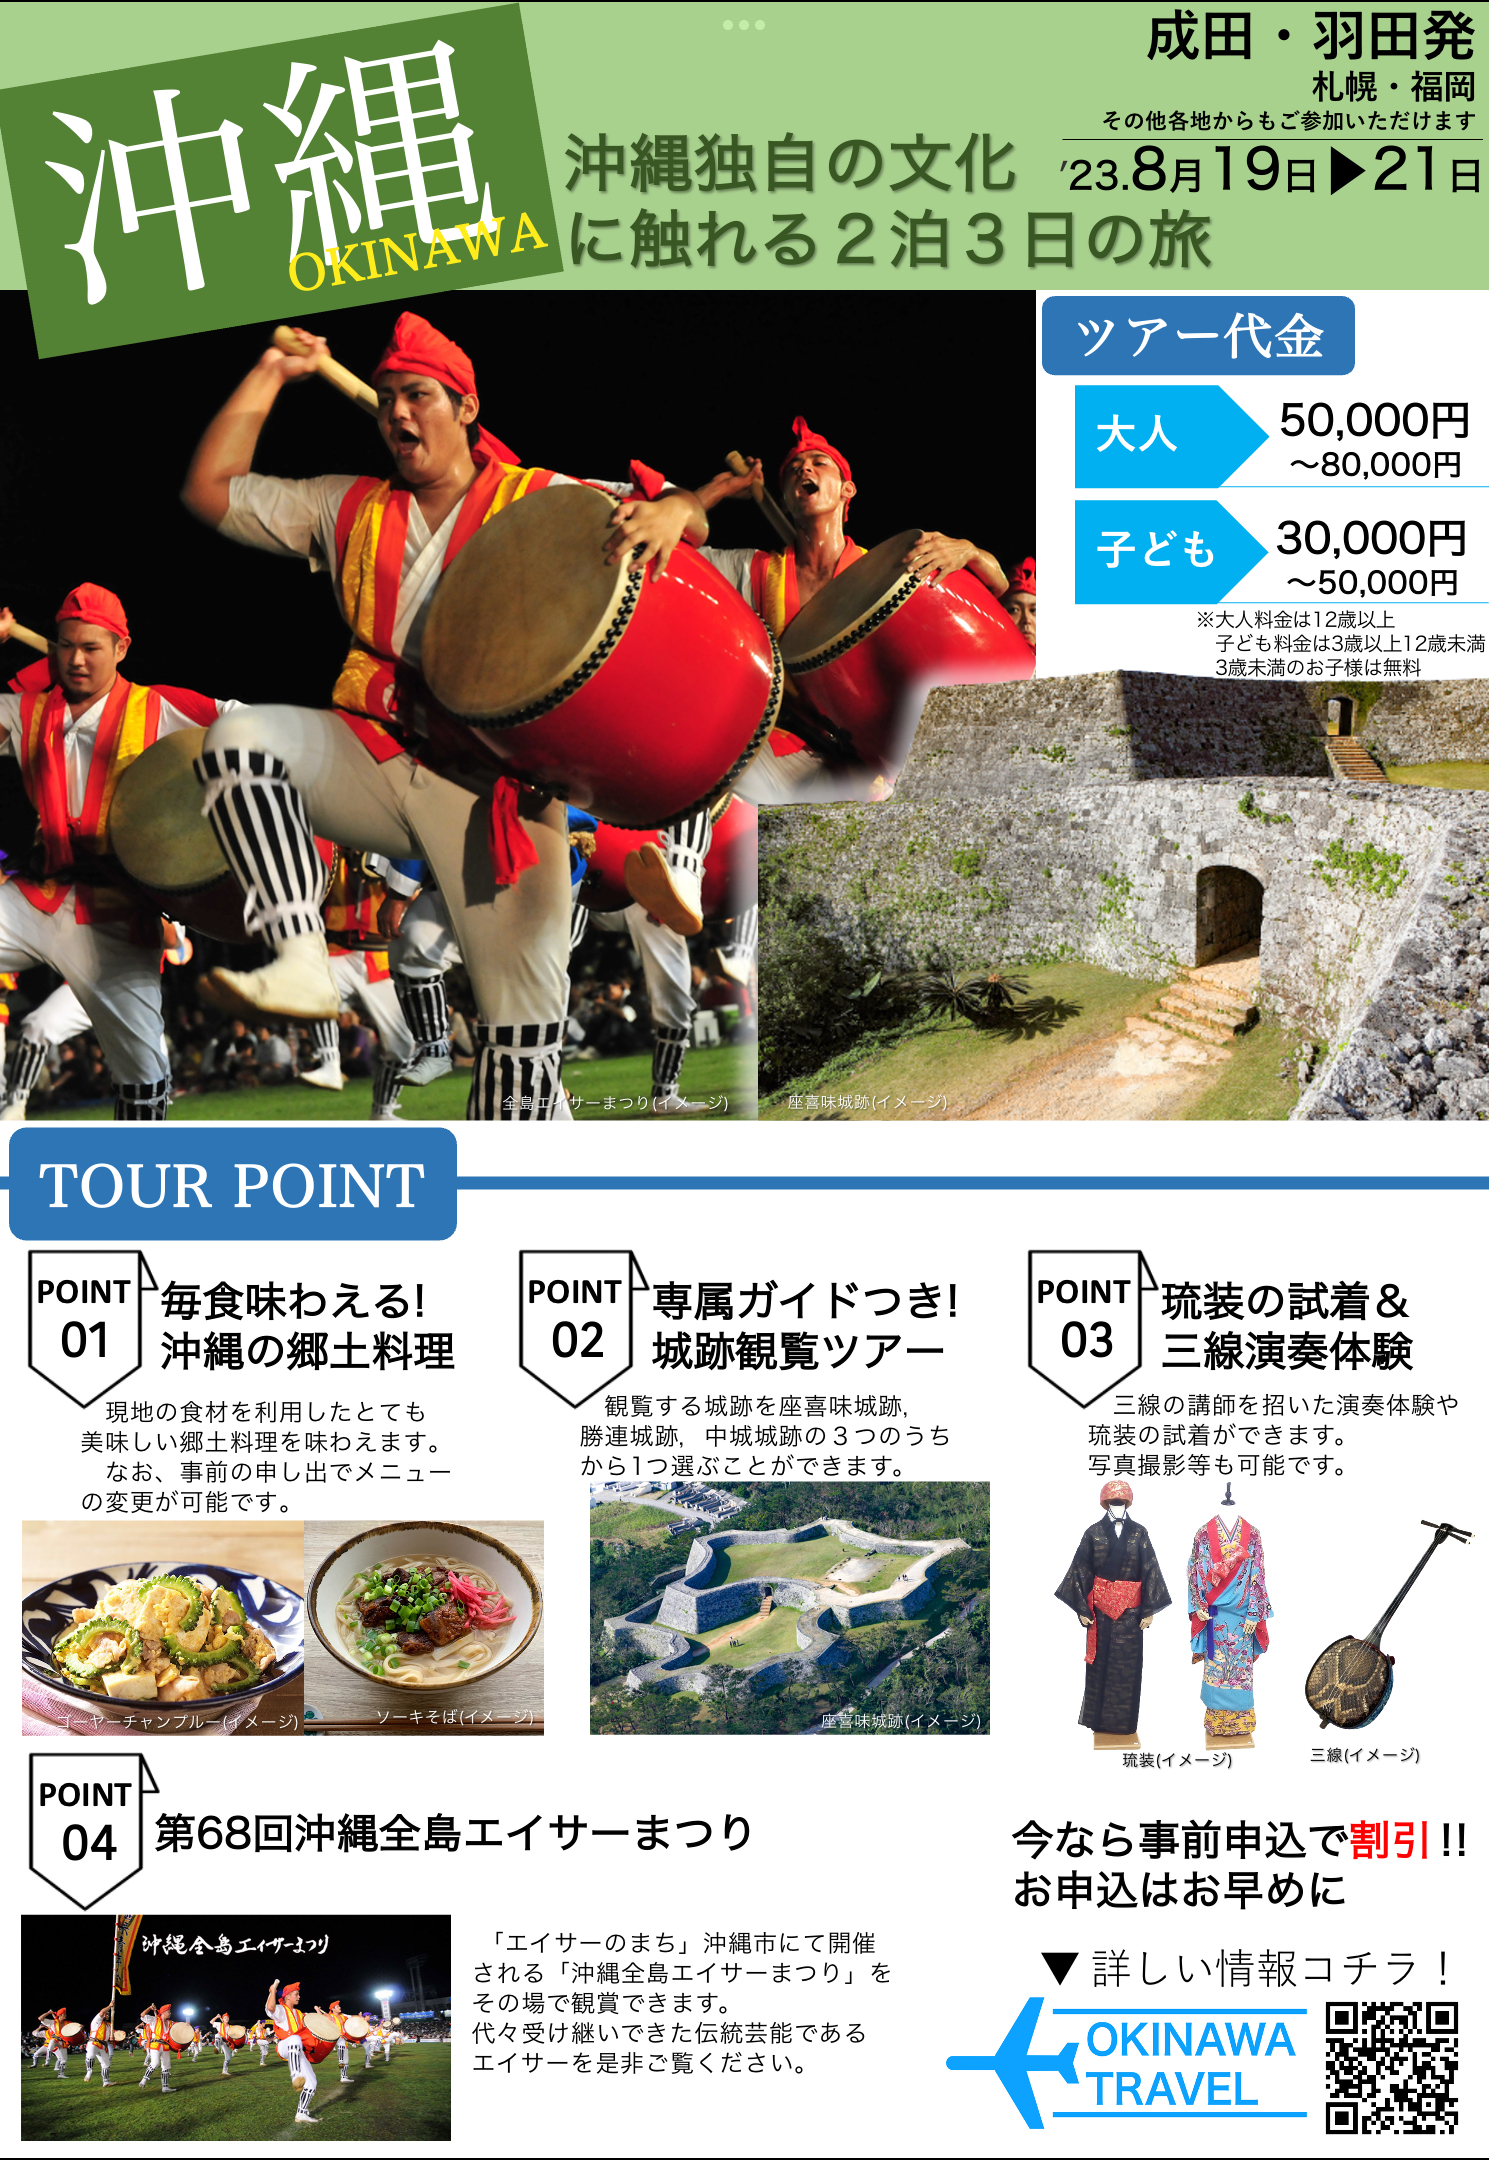 沖縄
OKINAWA
沖縄独自の文化
に触れる２泊３日の旅
成田・羽田発
札幌・福岡
その他各地からもご参加いただけます
'23.8月19日▶21日
ツアー代金
大人
50,000円
～80,000円
子ども
30,000円
～50,000円
※大人料金は12歳以上
子ども料金は3歳以上12歳未満
3歳未満のお子様は無料
全島エイサーまつり(イメージ)
座喜味城跡(イメージ)
TOUR POINT
POINT
01
毎食味わえる!
沖縄の郷土料理
現地の食材を利用したとても
美味しい郷土料理を味わえます。
なお、事前の申し出でメニュー
の変更が可能です。
ゴーヤーチャンプルー(イメージ)
ソーキそば(イメージ)
POINT
02
専属ガイドつき!
城跡観覧ツアー
観覧する城跡を座喜味城跡,
勝連城跡, 中城城跡の３つのうち
から1つ選ぶことができます。
座喜味城跡(イメージ)
POINT
03
琉装の試着＆
三線演奏体験
三線の講師を招いた演奏体験や
琉装の試着ができます。
写真撮影等も可能です。
琉装(イメージ)
三線(イメージ)
POINT
04
第68回沖縄全島エイサーまつり
沖縄全島エイサーまつり
「エイサーのまち」沖縄市にて開催
される「沖縄全島エイサーまつり」を
その場で観賞できます。
代々受け継いできた伝統芸能である
エイサーを是非ご覧ください。
今なら事前申込で割引!!
お申込はお早めに
▼詳しい情報コチラ！
OKINAWA
TRAVEL